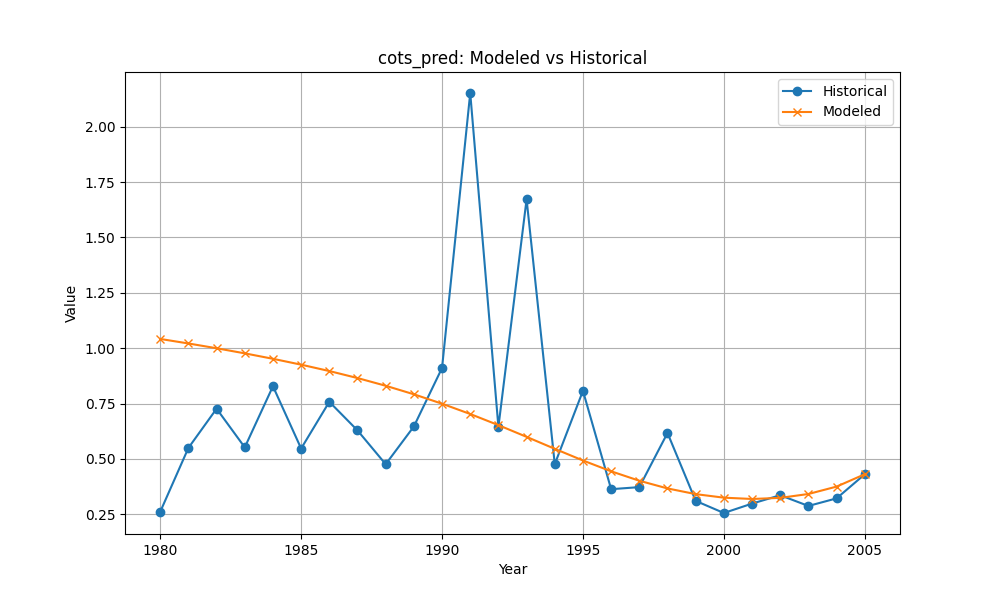 cots_pred: Modeled vs Historical
Historical
Modeled
Value
2.00
1.75
1.50
1.25
1.00
0.75
0.50
0.25
1980 1985 1990 1995 2000 2005
Year